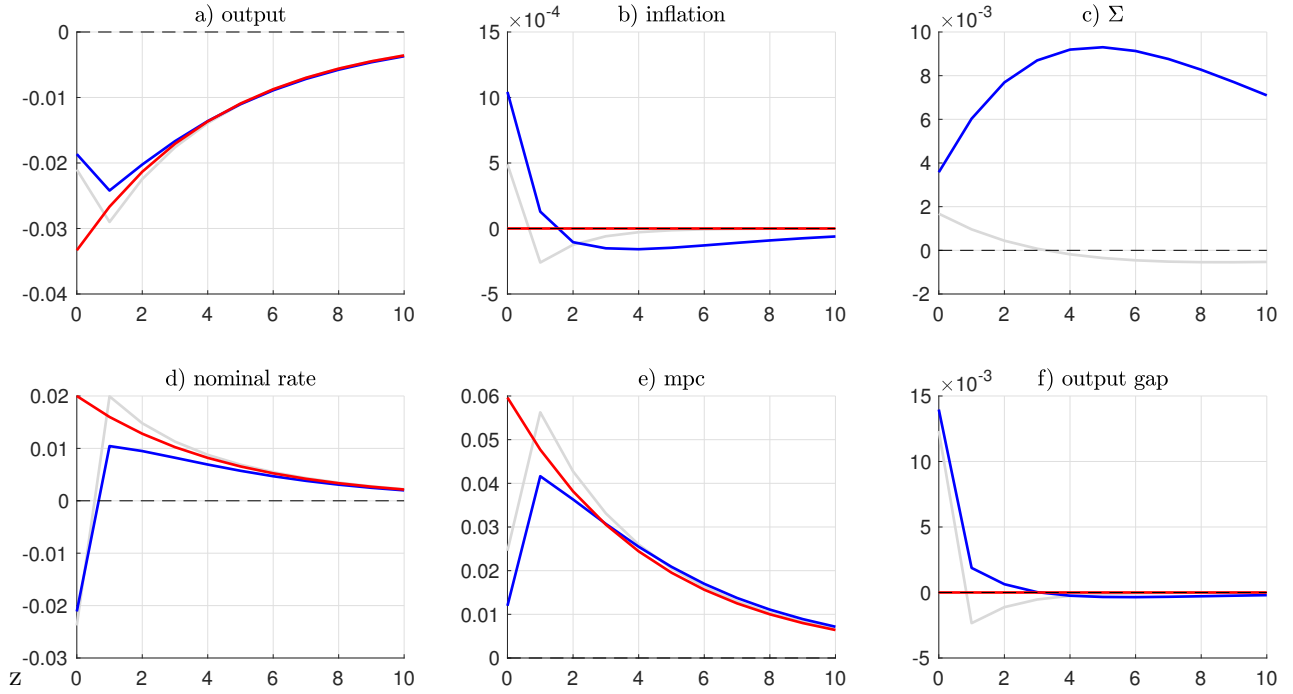 a) output
0
-0.01
-0.02
-0.03
-0.04
0 2 4 6 8 10
b) inflation
×10⁻⁴
15
10
5
0
-5
0 2 4 6 8 10
c) Σ
×10⁻³
10
8
6
4
2
0
-2
0 2 4 6 8 10
d) nominal rate
0.02
0.01
0
-0.01
-0.02
-0.03
0 2 4 6 8 10
e) mpc
0.06
0.05
0.04
0.03
0.02
0.01
0
0 2 4 6 8 10
f) output gap
×10⁻³
15
10
5
0
-5
0 2 4 6 8 10
z